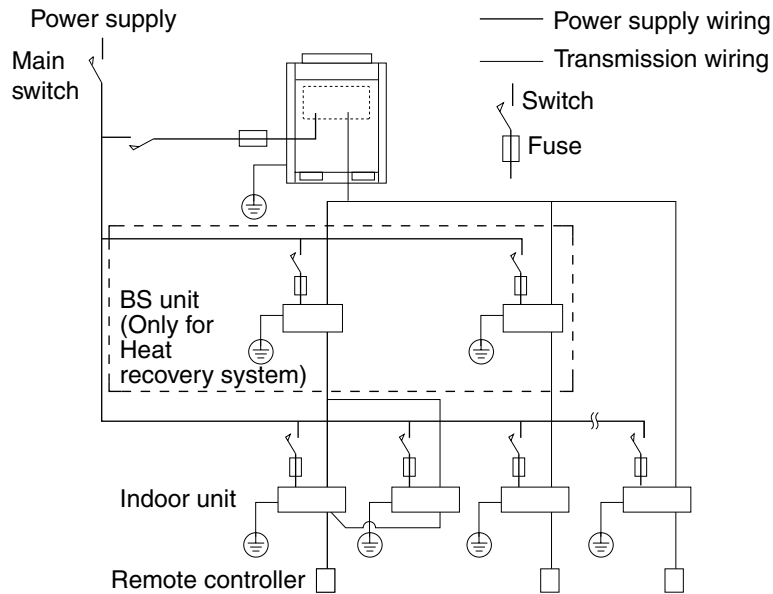 Power supply
Main
switch
Power supply wiring
Transmission wiring
Switch
Fuse
BS unit
(Only for
Heat
recovery system)
Indoor unit
Remote controller